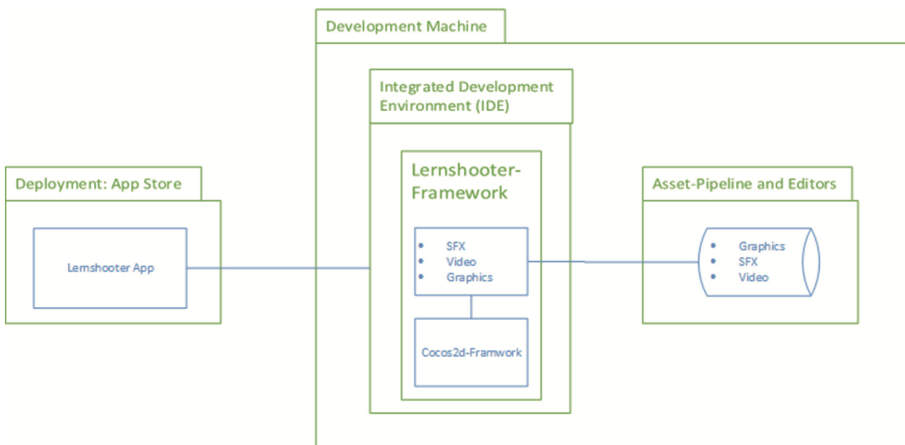 Development Machine
Integrated Development
Environment (IDE)
Lernshooter-
Framework
• SFX
• Video
• Graphics
Cocos2d-Framwork
Deployment: App Store
Lernshooter App
Asset-Pipeline and Editors
• Graphics
• SFX
• Video